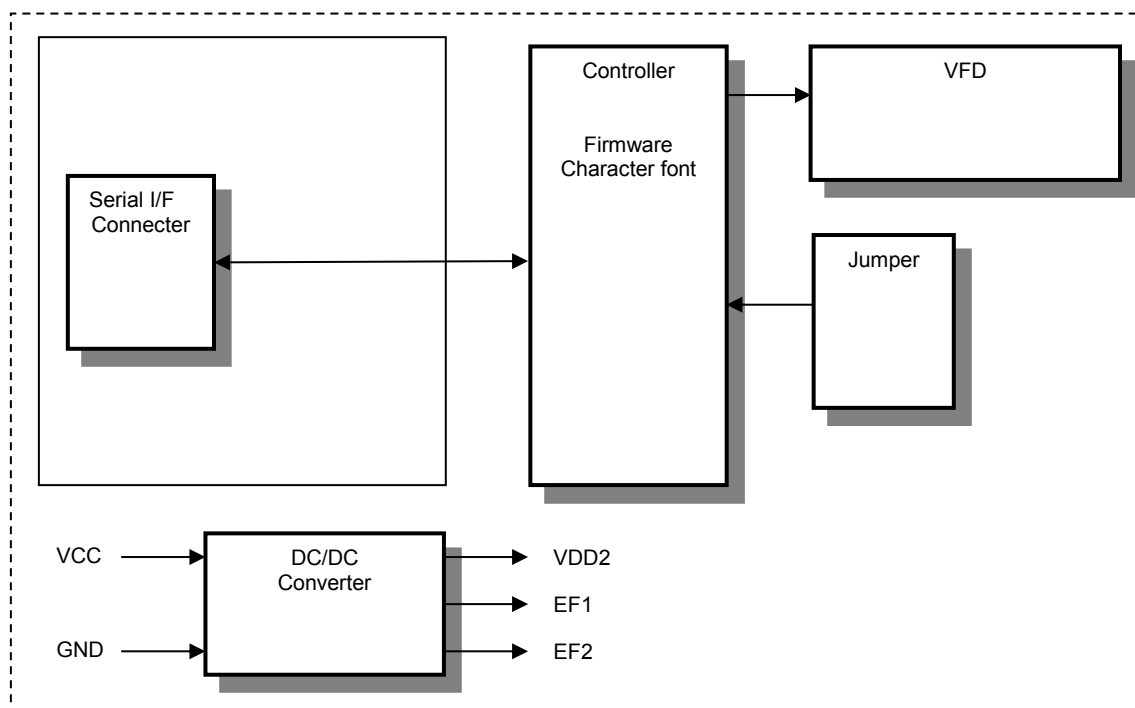 Controller
Firmware
Character font
VFD
Serial I/F
Connecter
Jumper
VCC
GND
DC/DC
Converter
VDD2
EF1
EF2